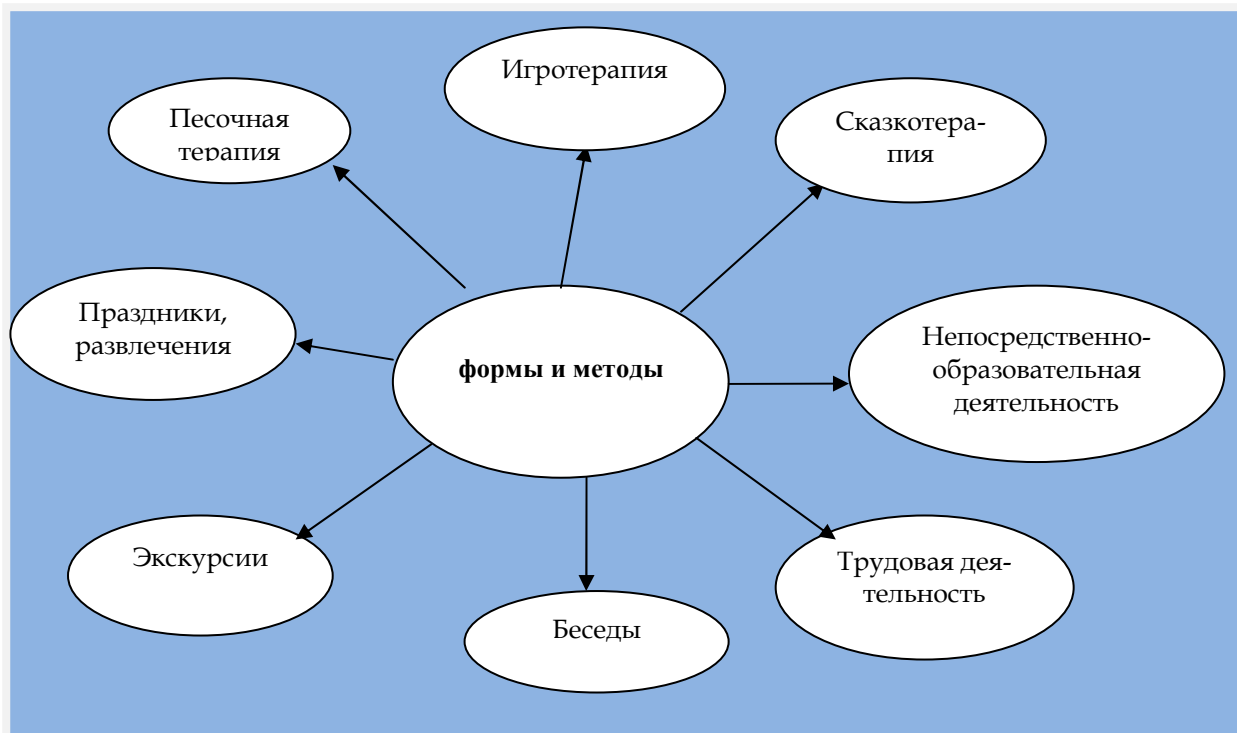 Игротерапия
Песочная
терапия
Сказкотера-
пия
Праздники,
развлечения
формы и методы
Непосредственно-
образовательная
деятельность
Экскурсии
Трудовая дея-
тельность
Беседы